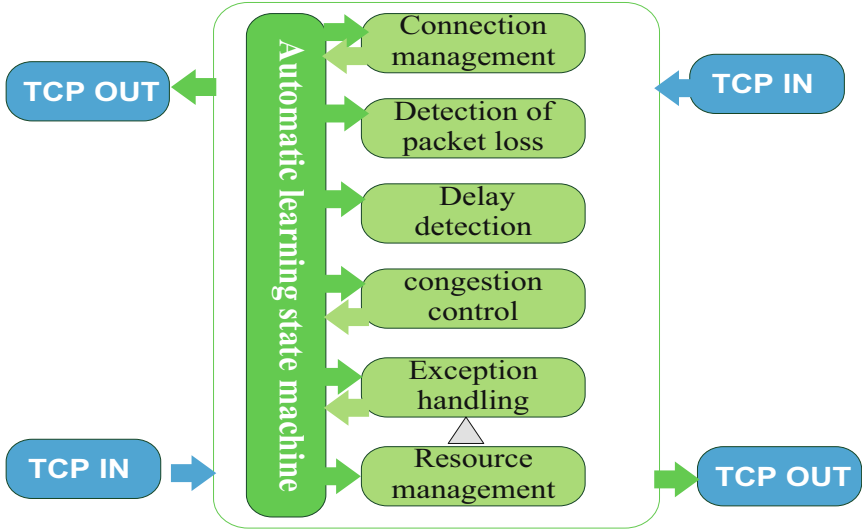 TCP OUT
TCP IN
Automatic learning state machine
Connection
management
Detection of
packet loss
Delay
detection
congestion
control
Exception
handling
Resource
management
TCP IN
TCP OUT